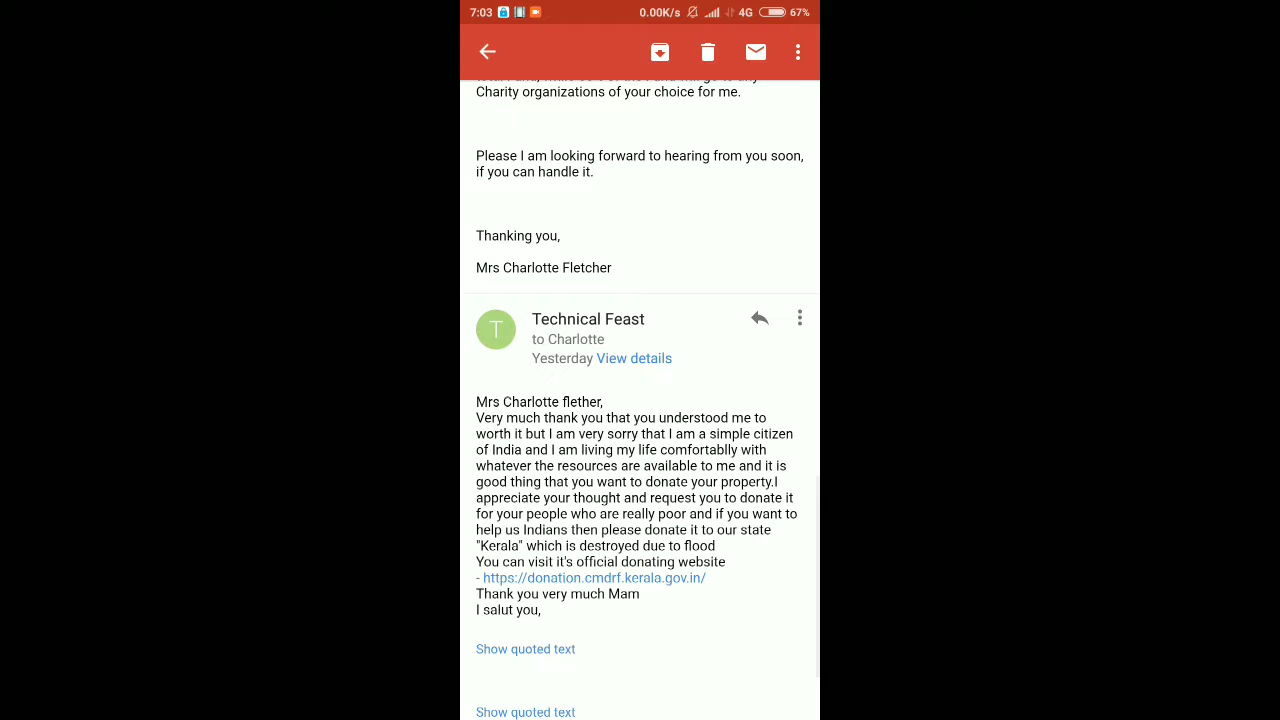 7:03 0.00K/s 4G 67%
Charity organizations of your choice for me.
Please I am looking forward to hearing from you soon,
if you can handle it.
Thanking you,
Mrs Charlotte Fletcher
T
Technical Feast
to Charlotte
Yesterday View details
Mrs Charlotte flether,
Very much thank you that you understood me to
worth it but I am very sorry that I am a simple citizen
of India and I am living my life comfortablly with
whatever the resources are available to me and it is
good thing that you want to donate your property.I
appreciate your thought and request you to donate it
for your people who are really poor and if you want to
help us Indians then please donate it to our state
"Kerala" which is destroyed due to flood
You can visit it's official donating website
- https://donation.cmdrf.kerala.gov.in/
Thank you very much Mam
I salut you,
Show quoted text
Show quoted text